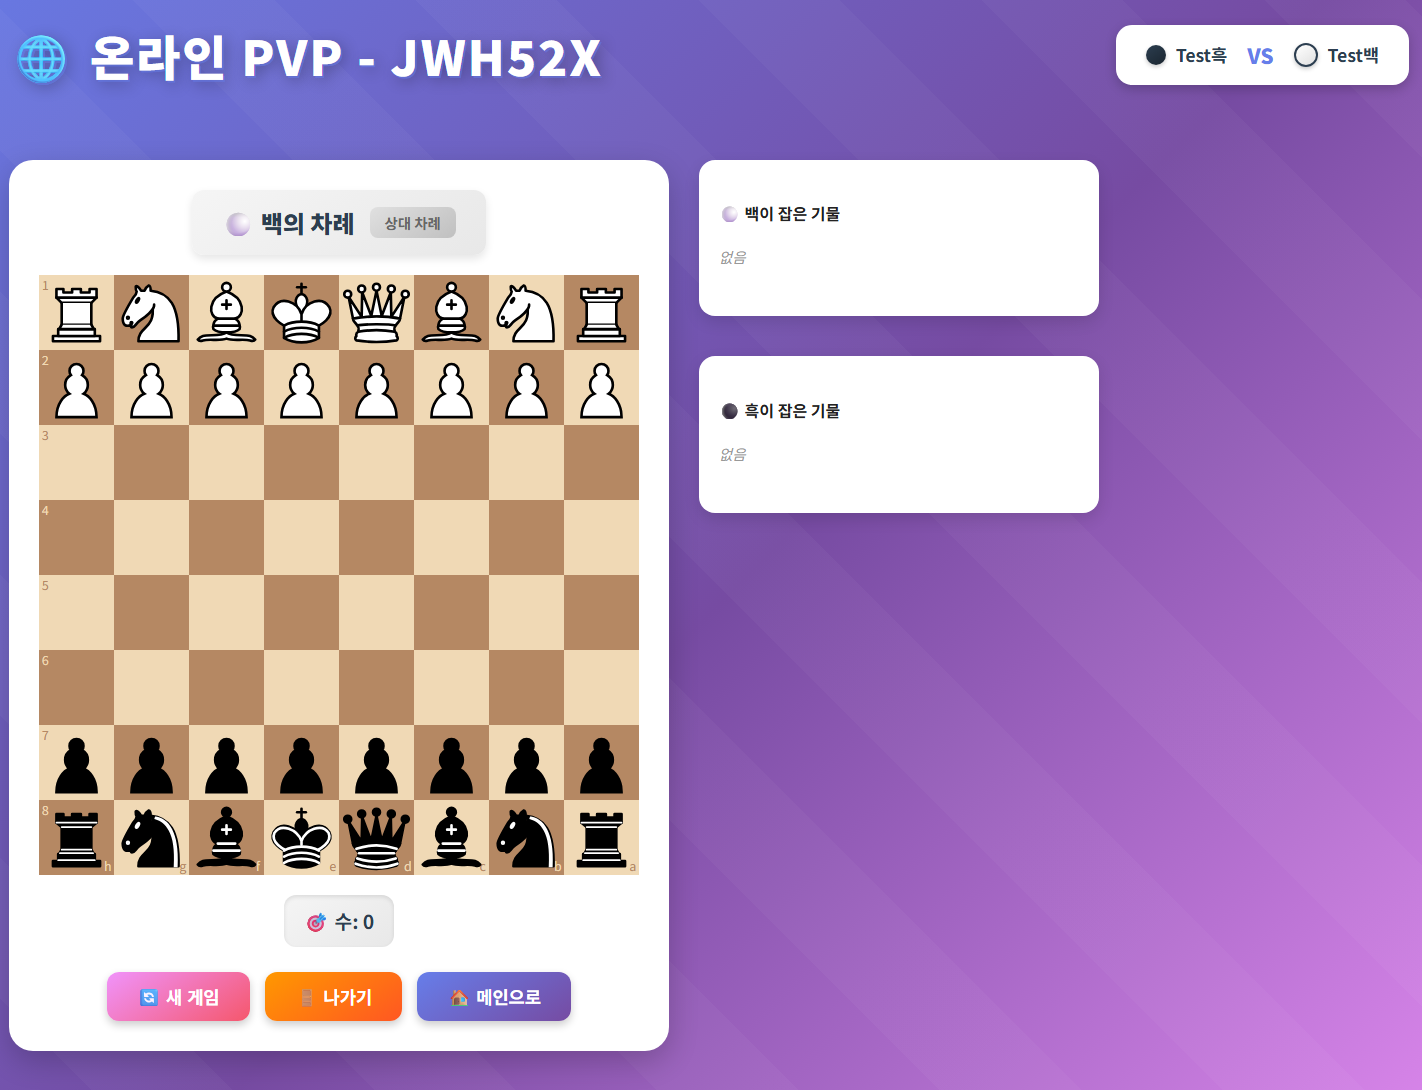 온라인 PVP - JWH52X
Test흑 VS Test백
백의 차례 상대 차례
백이 잡은 기물
없음
흑이 잡은 기물
없음
1
2
3
4
5
6
7
8
h g f e d c b a
수: 0
새 게임 나가기 메인으로